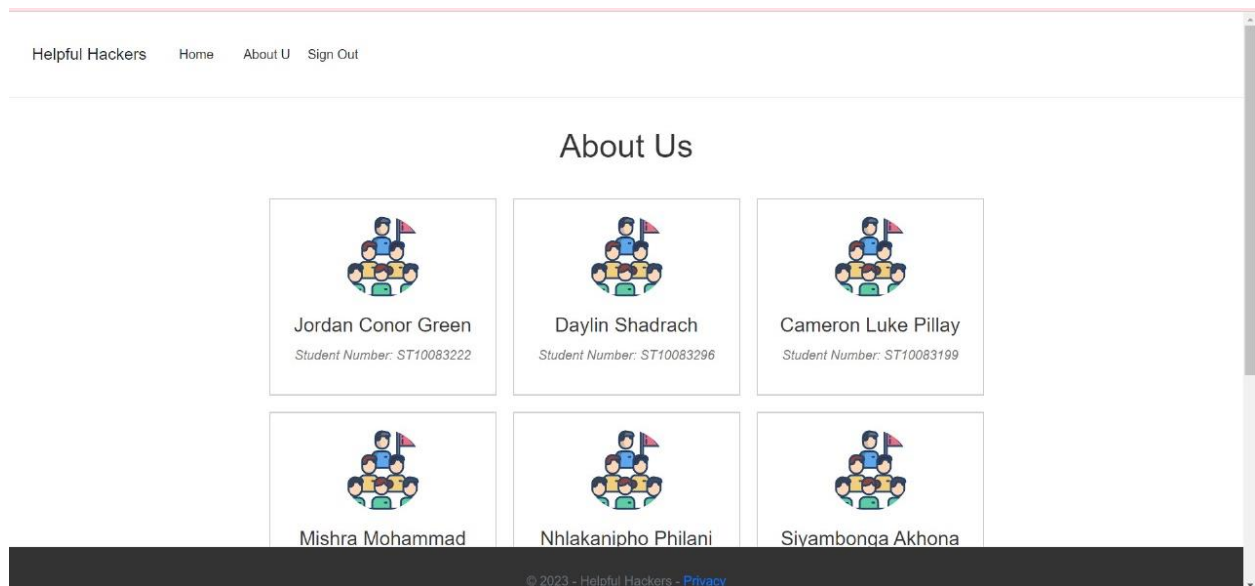 Helpful Hackers Home About U Sign Out
About Us
Jordan Conor Green Daylin Shadrach Cameron Luke Pillay
Student Number: ST10083222 Student Number: ST10083296 Student Number: ST10083199
Mishra Mohammad Nhlakanipho Philani Siyambonga Akhona
© 2023 - Helpful Hackers - Privacy